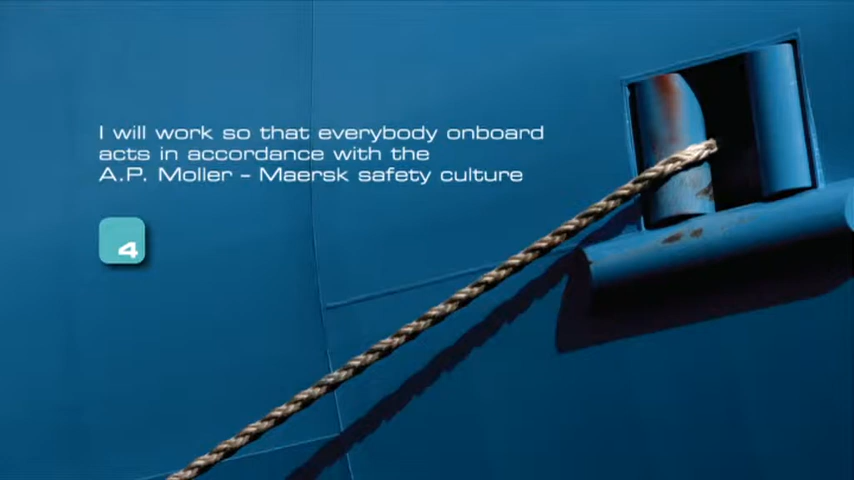 I will work so that everybody onboard
acts in accordance with the
A.P. Moller - Maersk safety culture
4